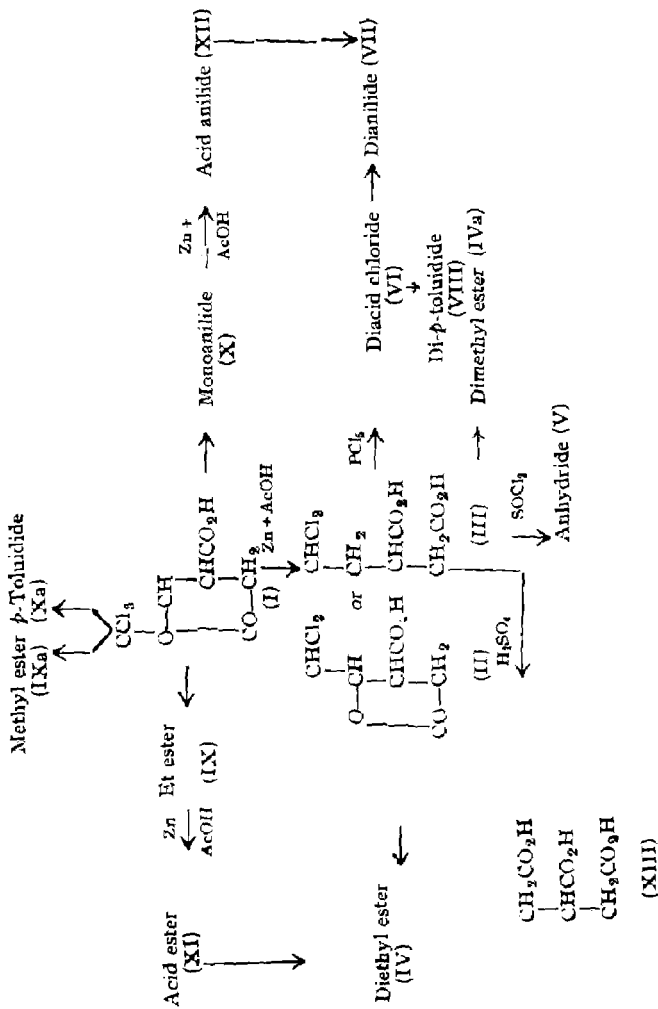 Methyl ester p-Toluidide
(IXa) (Xa)
CCl₃
O—CH
CHCO₂H
CO—CH₂
(I)
Zn + AcOH
Et ester
(IX)
Zn
AcOH
Acid ester
(XI)
Monoanilide
(X)
Zn +
AcOH
Acid anilide (XII)
CHCl₂
O—CH
CHCO₂H
CO—CH₂
(II)
or
CHCl₂
CH₂
CHCO₂H
CH₂CO₂H
(III)
PCl₅
Diacid chloride
(VI)
+
Di-p-toluidide
(VIII)
Dianilide (VII)
Dimethyl ester (IVa)
SOCl₂
Anhydride (V)
H₂SO₄
Diethyl ester
(IV)
CH₂CO₂H
CHCO₂H
CH₂CO₂H
(XIII)